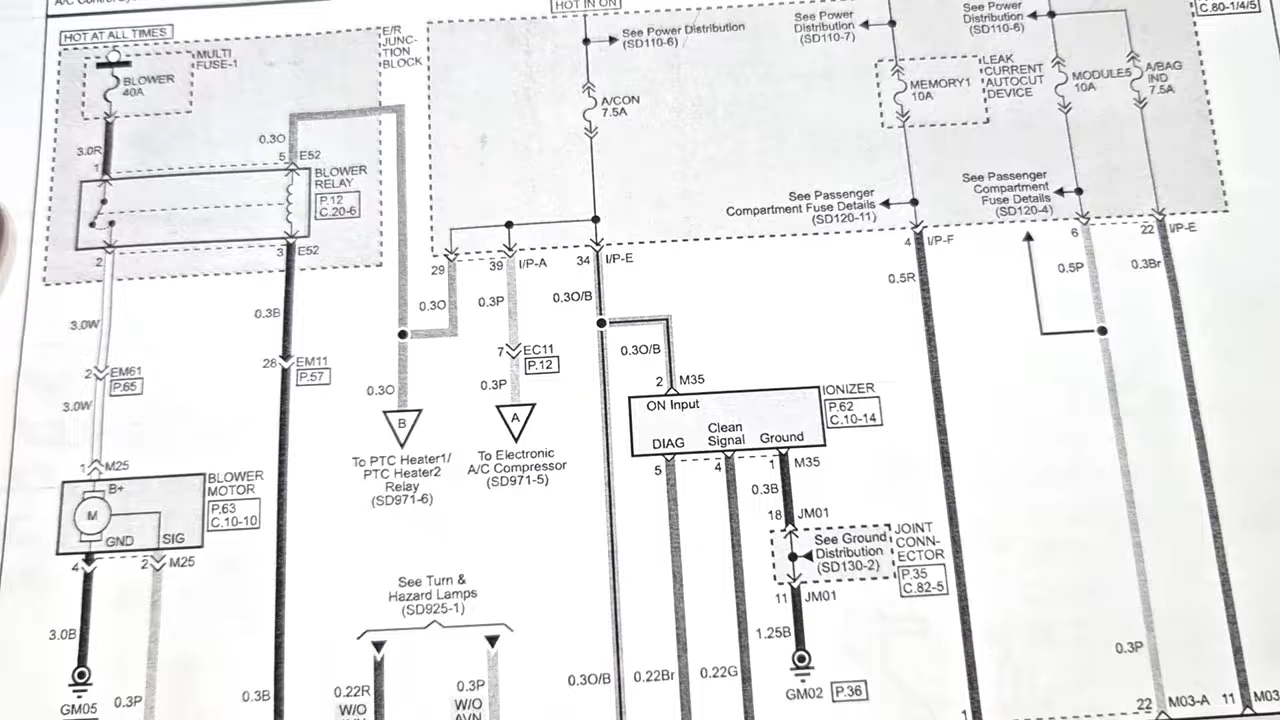 HOT IN ON
C.80-1/4/5
HOT AT ALL TIMES
E/R
JUNC-
TION
BLOCK
MULTI
FUSE-1
BLOWER
40A
See Power Distribution
(SD110-6)
See Power
Distribution
(SD110-7)
See Power
Distribution
(SD110-6)
A/CON
7.5A
MEMORY1
10A
LEAK
CURRENT
AUTOCUT
DEVICE
MODULE5
10A
A/BAG
IND
7.5A
3.0R
0.3O
1
5
E52
BLOWER
RELAY
P.12
C.20-6
2
3
E52
See Passenger
Compartment Fuse Details
(SD120-11)
See Passenger
Compartment
Fuse Details
(SD120-4)
29
39
I/P-A
34
I/P-E
4
I/P-F
6
22
I/P-E
3.0W
0.3B
0.3O
0.3P
0.3O/B
0.5R
0.5P
0.3Br
2
EM61
P.65
28
EM11
P.57
7
EC11
P.12
0.3O/B
3.0W
0.3O
0.3P
2
M35
B
A
ON Input
DIAG
Clean
Signal
Ground
IONIZER
P.62
C.10-14
To PTC Heater1/
PTC Heater2
Relay
(SD971-6)
To Electronic
A/C Compressor
(SD971-5)
5
4
1
M35
0.3B
1
M25
B+
M
GND
SIG
BLOWER
MOTOR
P.63
C.10-10
4
2
M25
18
JM01
See Ground
Distribution
(SD130-2)
JOINT
CONN-
ECTOR
P.35
C.82-5
11
JM01
See Turn &
Hazard Lamps
(SD925-1)
3.0B
1.25B
GM05
0.3P
0.3B
0.22R
W/O
0.3P
W/O
AVN
0.3O/B
0.22Br
0.22G
GM02
P.36
0.3P
1
22
M03-A
11